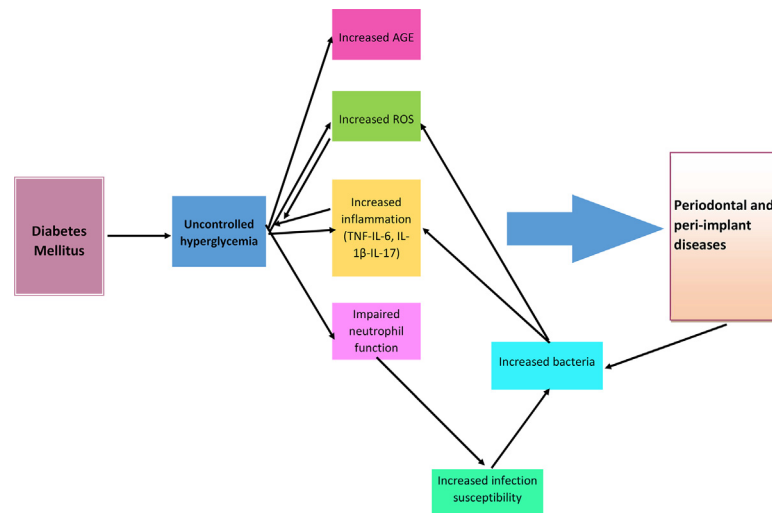 Increased AGE
Increased ROS
Increased
inflammation
(TNF-IL-6, IL-
1β-IL-17)
Periodontal and
peri-implant
diseases
Diabetes
Mellitus
Uncontrolled
hyperglycemia
Impaired
neutrophil
function
Increased bacteria
Increased infection
susceptibility